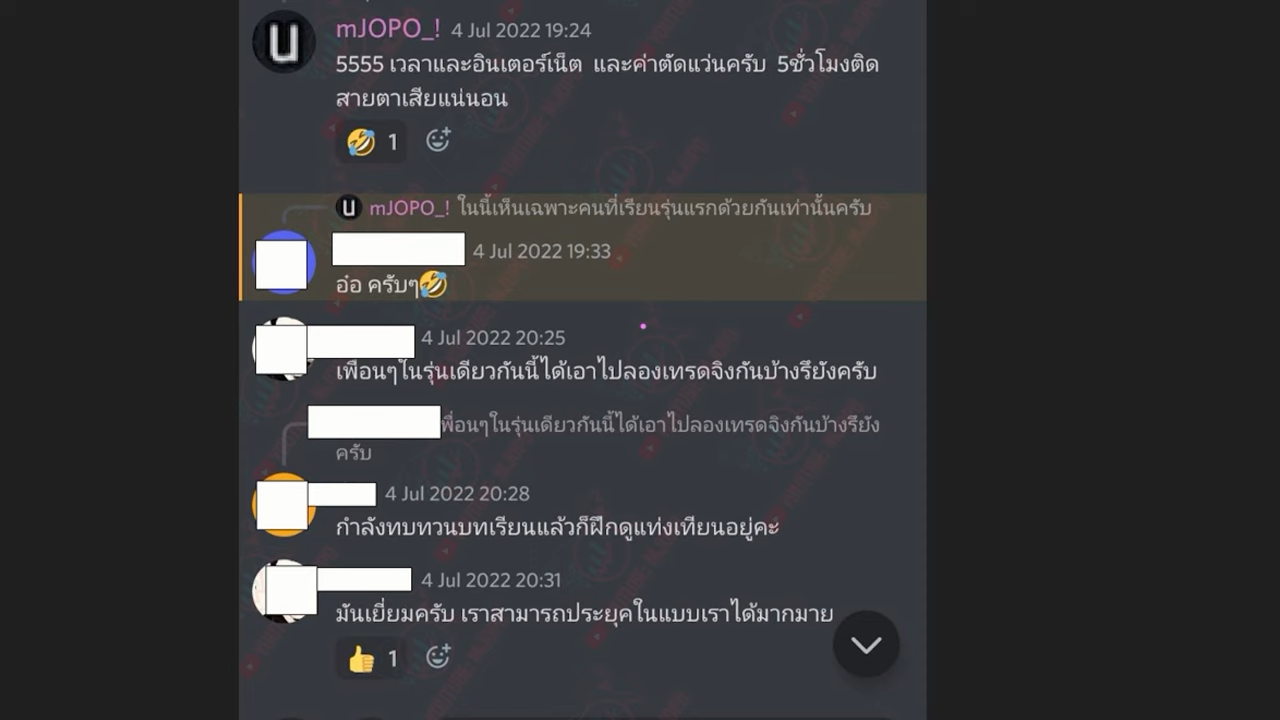 mJOPO_! 4 Jul 2022 19:24
5555 เวลาและอินเตอร์เน็ต และค่าตัดแว่นครับ 5ชั่วโมงติด
สายตาเสียแน่นอน
🤣 1
U mJOPO_! ในนี้เห็นเฉพาะคนที่เรียนรุ่นแรกด้วยกันเท่านั้นครับ
4 Jul 2022 19:33
อ๋อ ครับๆ🤣
4 Jul 2022 20:25
เพื่อนๆในรุ่นเดียวกันนี้ได้เอาไปลองเทรดจิงกันบ้างรึยังครับ
พื่อนๆในรุ่นเดียวกันนี้ได้เอาไปลองเทรดจิงกันบ้างรึยัง
ครับ
4 Jul 2022 20:28
กำลังทบทวนบทเรียนแล้วก็ฝึกดูแท่งเทียนอยู่คะ
4 Jul 2022 20:31
มันเยี่ยมครับ เราสามารถประยุคในแบบเราได้มากมาย
👍 1